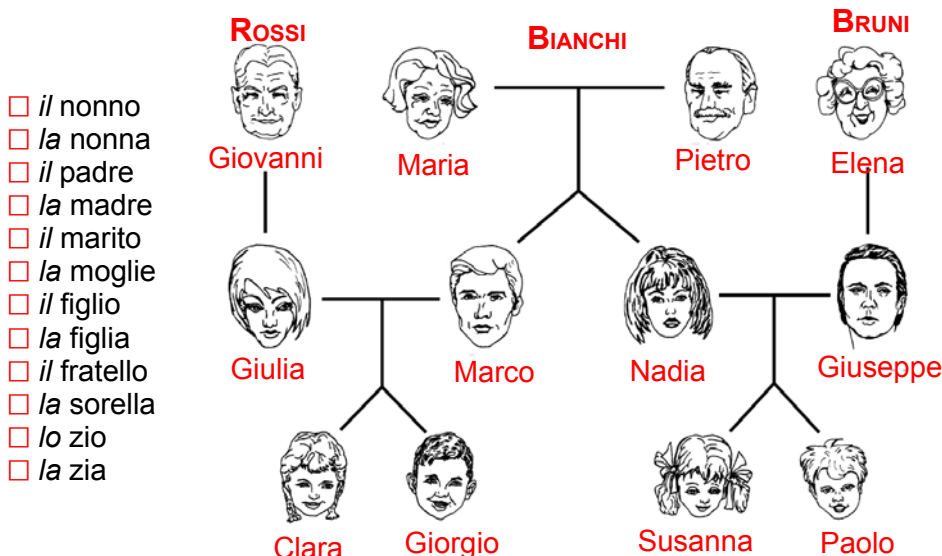 ROSSI
BIANCHI
BRUNI
□ il nonno
□ la nonna
□ il padre
□ la madre
□ il marito
□ la moglie
□ il figlio
□ la figlia
□ il fratello
□ la sorella
□ lo zio
□ la zia
Giovanni
Maria
Pietro
Elena
Giulia
Marco
Nadia
Giuseppe
Clara
Giorgio
Susanna
Paolo